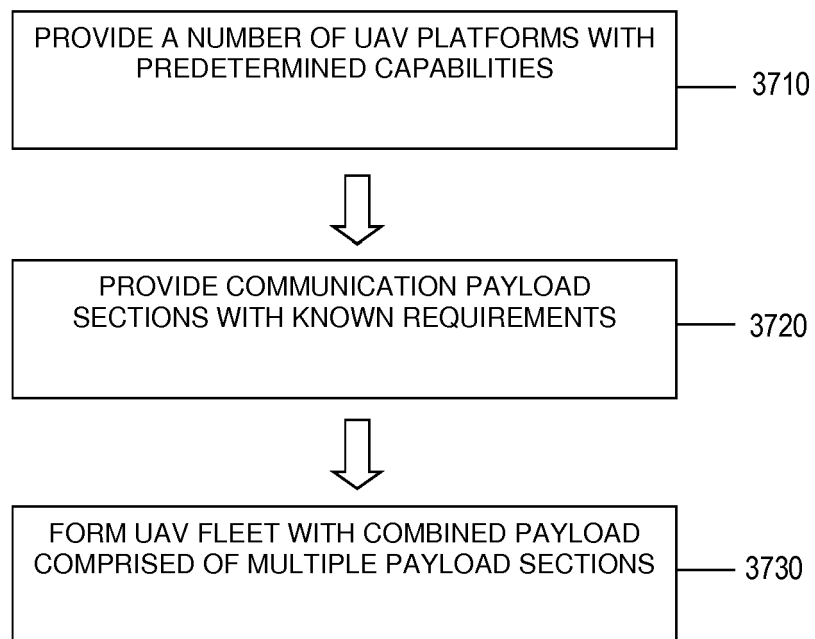 PROVIDE A NUMBER OF UAV PLATFORMS WITH
PREDETERMINED CAPABILITIES
3710
PROVIDE COMMUNICATION PAYLOAD
SECTIONS WITH KNOWN REQUIREMENTS
3720
FORM UAV FLEET WITH COMBINED PAYLOAD
COMPRISED OF MULTIPLE PAYLOAD SECTIONS
3730